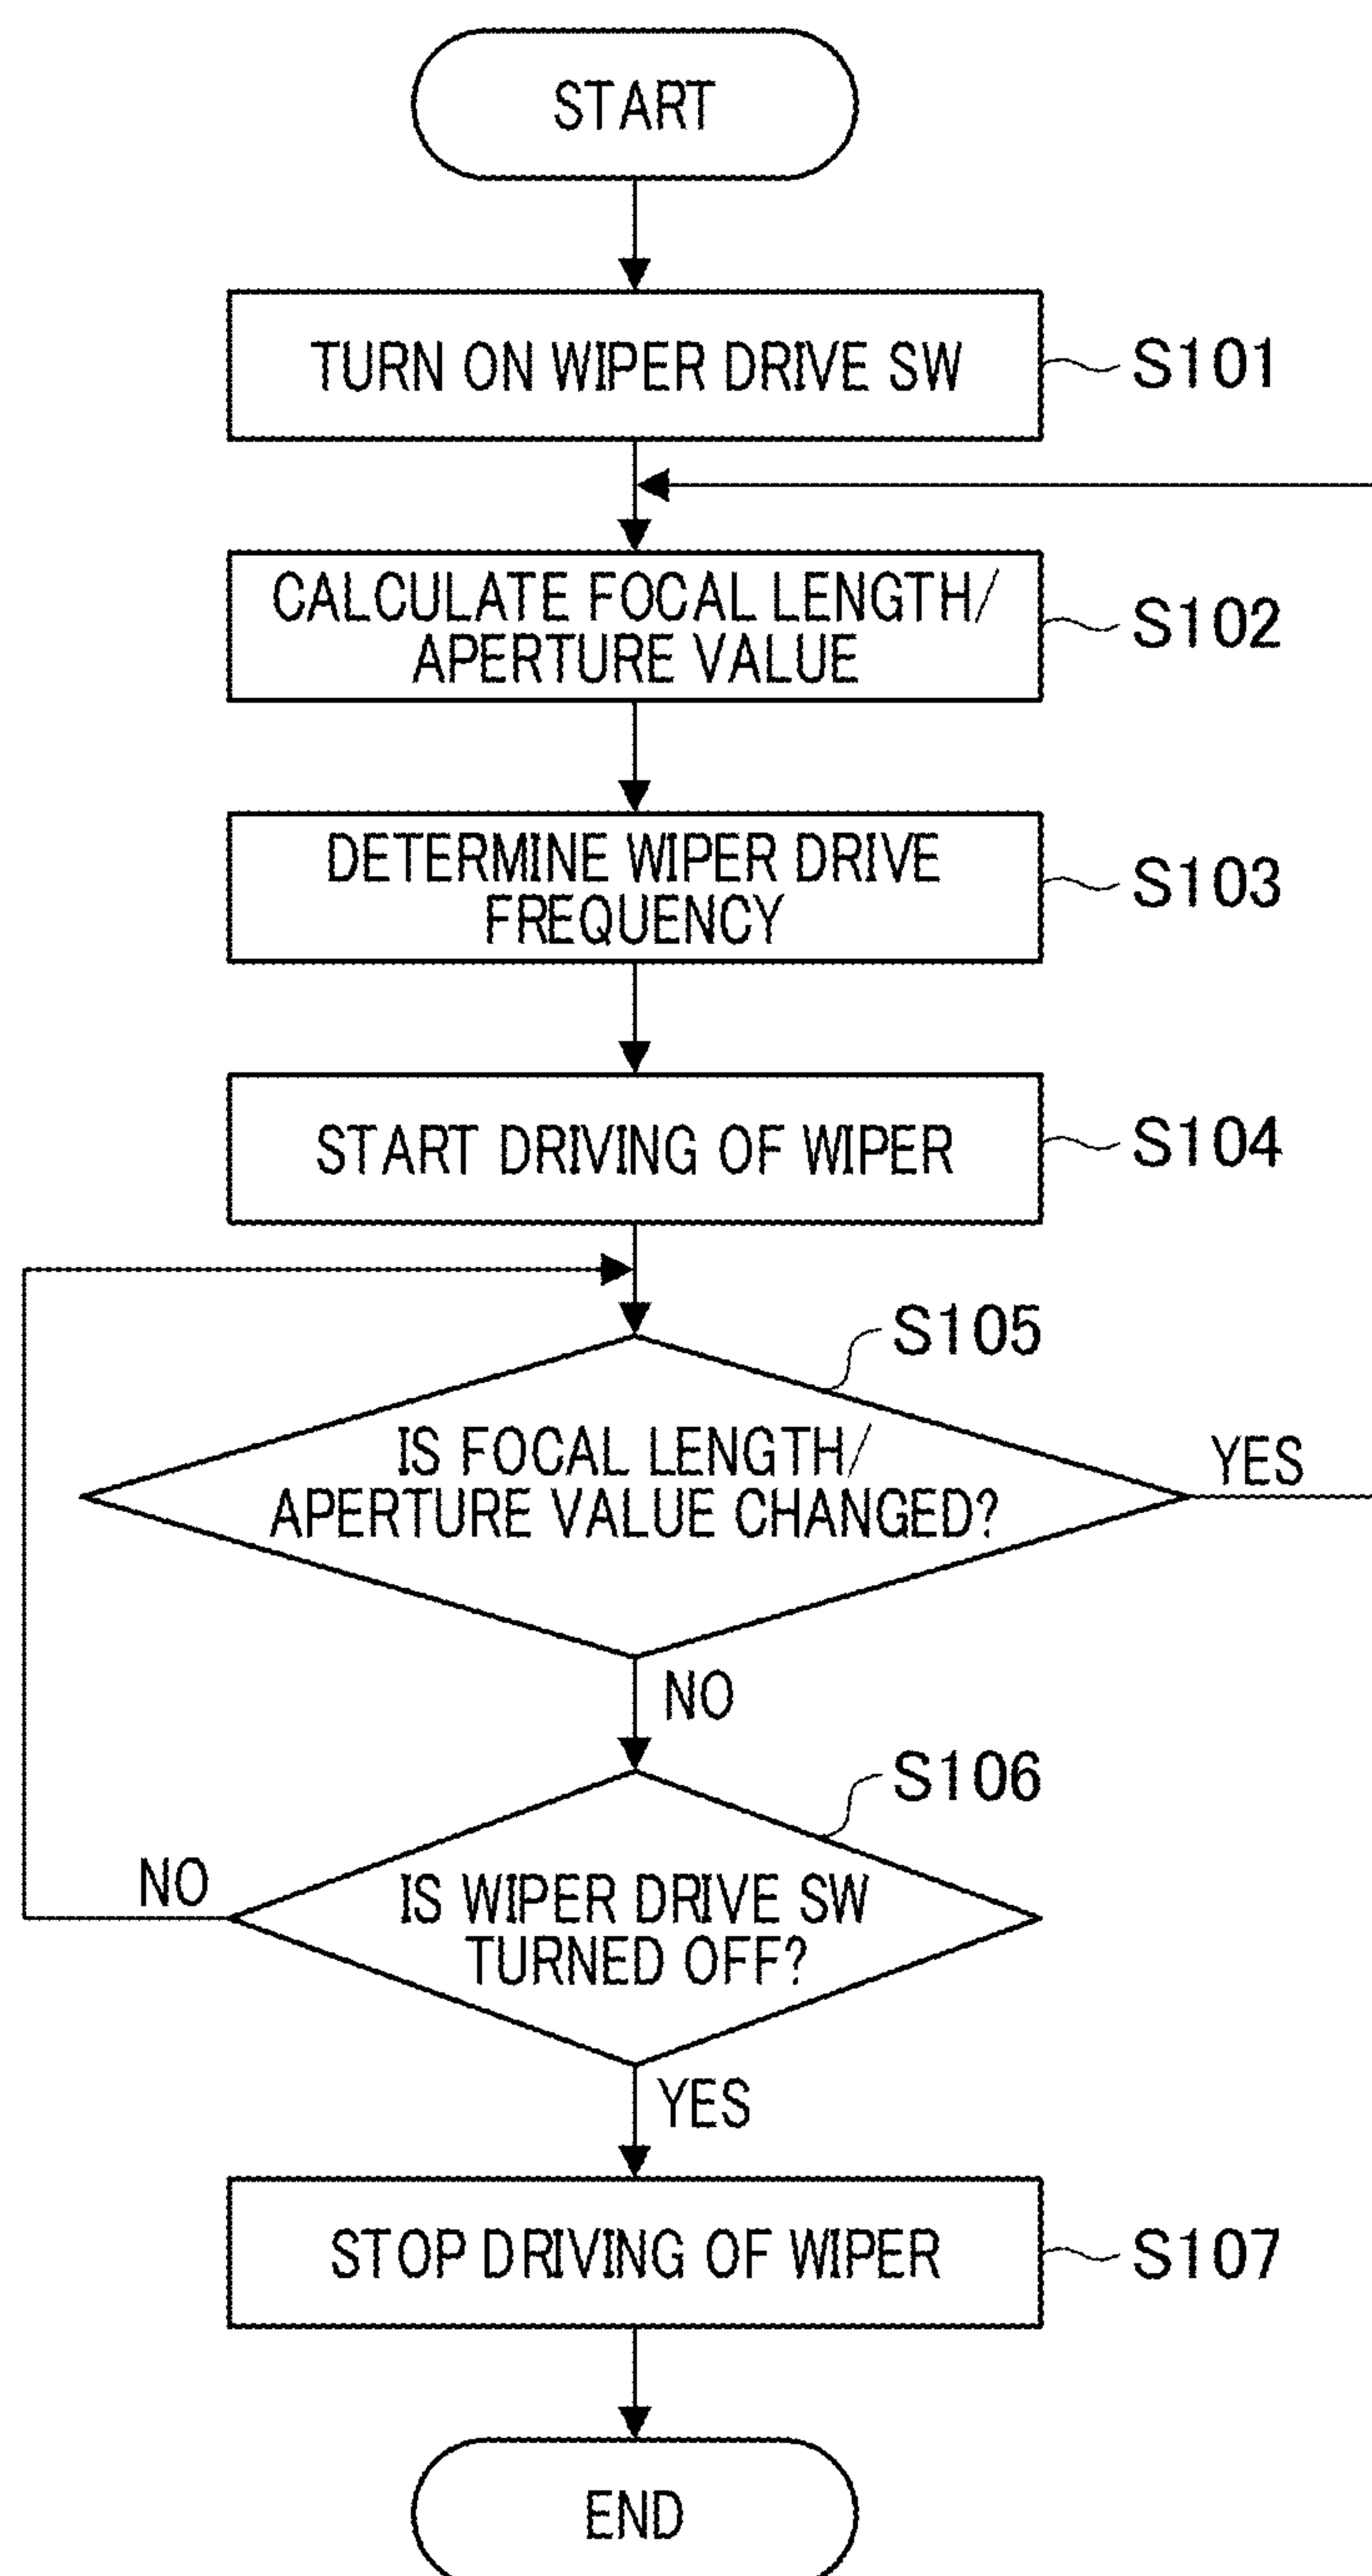 START
TURN ON WIPER DRIVE SW
S101
CALCULATE FOCAL LENGTH/
APERTURE VALUE
S102
DETERMINE WIPER DRIVE
FREQUENCY
S103
START DRIVING OF WIPER
S104
S105
IS FOCAL LENGTH/
APERTURE VALUE CHANGED?
YES
NO
S106
IS WIPER DRIVE SW
TURNED OFF?
NO
YES
STOP DRIVING OF WIPER
S107
END